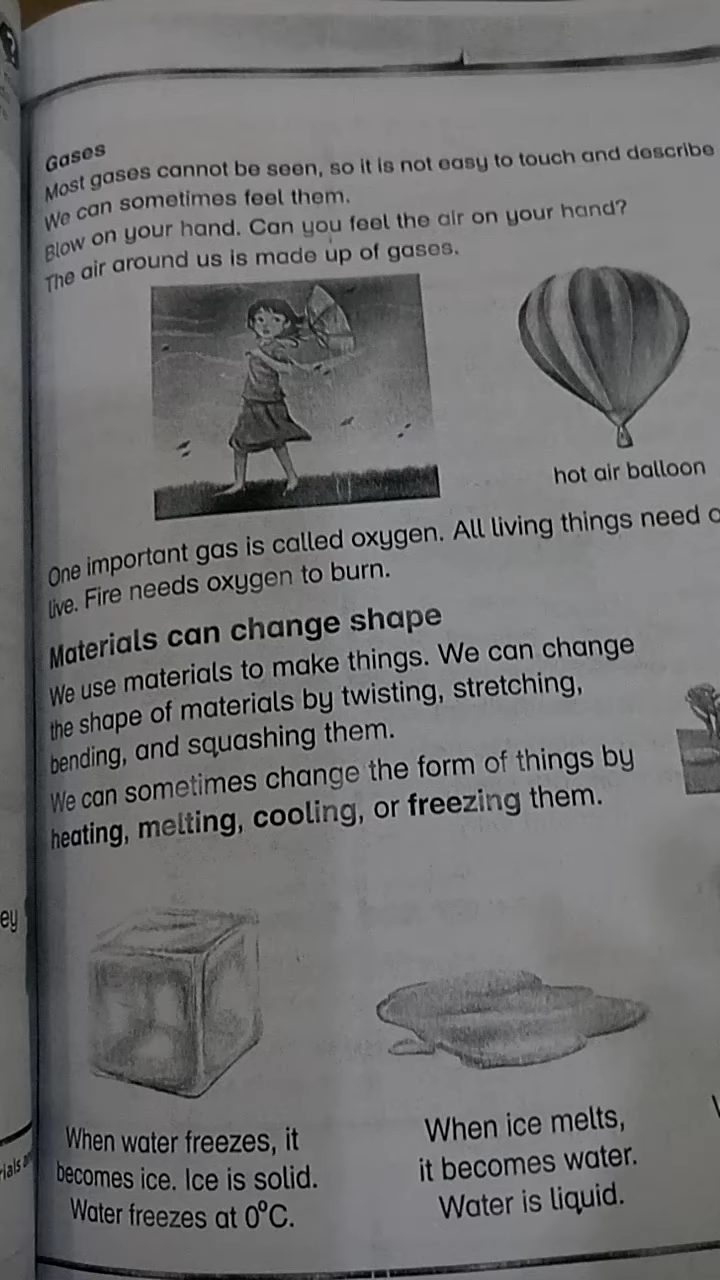 Gases
Most gases cannot be seen, so it is not easy to touch and describe
We can sometimes feel them.
Blow on your hand. Can you feel the air on your hand?
The air around us is made up of gases.
hot air balloon
One important gas is called oxygen. All living things need
live. Fire needs oxygen to burn.
Materials can change shape
We use materials to make things. We can change
the shape of materials by twisting, stretching,
bending, and squashing them.
We can sometimes change the form of things by
heating, melting, cooling, or freezing them.
ey
When water freezes, it
becomes ice. Ice is solid.
Water freezes at 0°C.
When ice melts,
it becomes water.
Water is liquid.